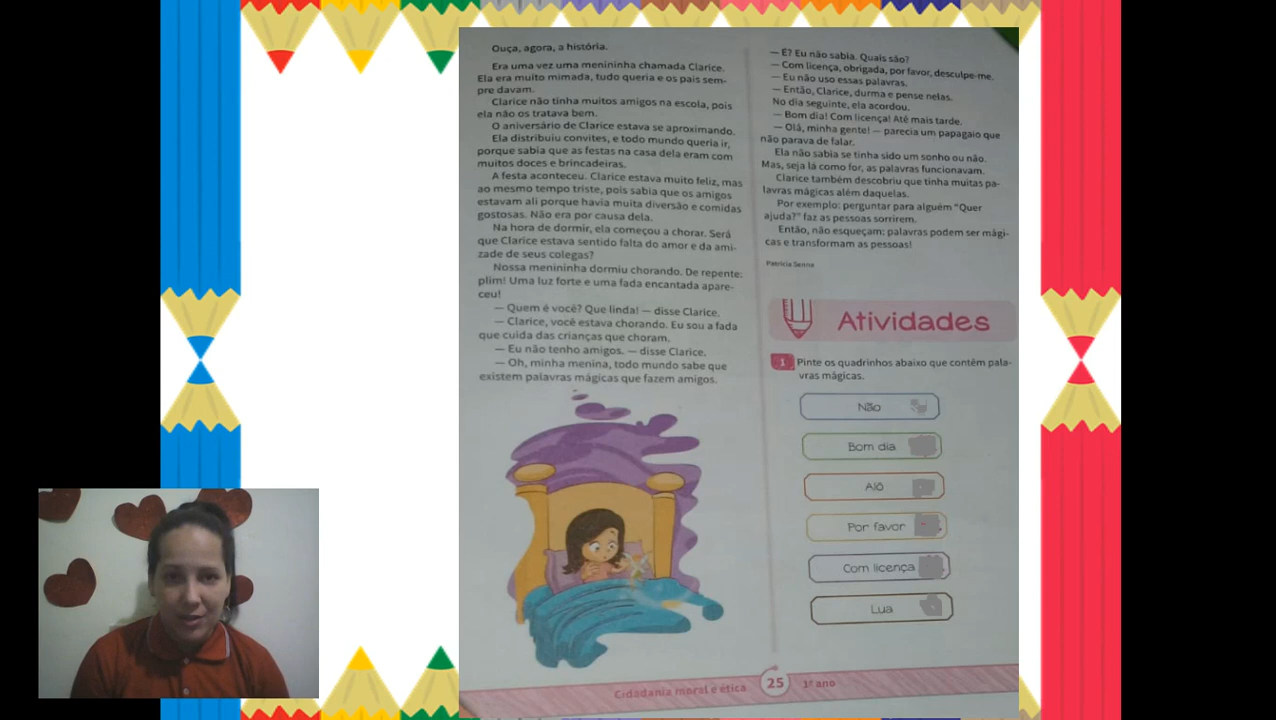 Ouça, agora, a história.
Era uma vez uma menininha chamada Clarice.
Ela era muito mimada, tudo queria e os pais sem-
pre davam.
Clarice não tinha muitos amigos na escola, pois
ela não os tratava bem.
O aniversário de Clarice estava se aproximando.
Ela distribuiu convites, e todo mundo queria ir,
porque sabia que as festas na casa dela eram com
muitos doces e brincadeiras.
A festa aconteceu. Clarice estava muito feliz, mas
ao mesmo tempo triste, pois sabia que os amigos
estavam ali porque havia muita diversão e comidas
gostosas. Não era por causa dela.
Na hora de dormir, ela começou a chorar. Será
que Clarice estava sentido falta do amor e da ami-
zade de seus colegas?
Nossa menininha dormiu chorando. De repente:
plim! Uma luz forte e uma fada encantada apare-
ceu!
— Quem é você? Que linda! — disse Clarice.
— Clarice, você estava chorando. Eu sou a fada
que cuida das crianças que choram.
— Eu não tenho amigos. — disse Clarice.
— Oh, minha menina, todo mundo sabe que
existem palavras mágicas que fazem amigos.
— É? Eu não sabia. Quais são?
— Com licença, obrigada, por favor, desculpe-me.
— Eu não uso essas palavras.
— Então, Clarice, durma e pense nelas.
No dia seguinte, ela acordou.
— Bom dia! Com licença! Até mais tarde.
— Olá, minha gente! — parecia um papagaio que
não parava de falar.
Ela não sabia se tinha sido um sonho ou não.
Mas, seja lá como for, as palavras funcionavam.
Clarice também descobriu que tinha muitas pa-
lavras mágicas além daquelas.
Por exemplo: perguntar para alguém "Quer
ajuda?" faz as pessoas sorrirem.
Então, não esqueçam: palavras podem ser mági-
cas e transformam as pessoas!
Patrícia Senna
Atividades
1 Pinte os quadrinhos abaixo que contêm pala-
vras mágicas.
Não
Bom dia
Alô
Por favor
Com licença
Lua
Cidadania moral e ética 25 1º ano